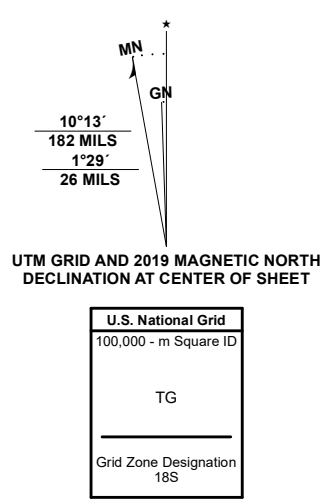 MN
GN
10°13´
182 MILS
1°29´
26 MILS
UTM GRID AND 2019 MAGNETIC NORTH
DECLINATION AT CENTER OF SHEET
U.S. National Grid
100,000 - m Square ID
TG
Grid Zone Designation
18S